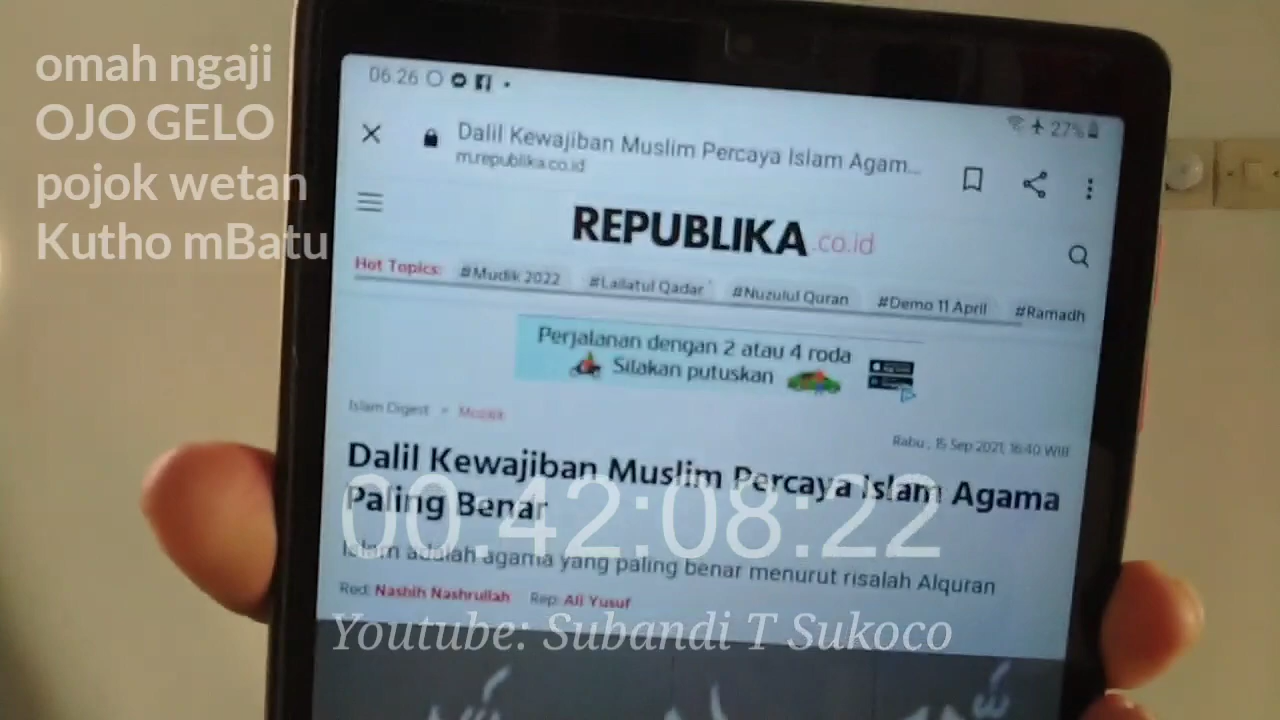 omah ngaji
OJO GELO
pojok wetan
Kutho mBatu
06:26
27%
Dalil Kewajiban Muslim Percaya Islam Agam...
m.republika.co.id
REPUBLIKA.co.id
Hot Topics: #Mudik 2022 #Lailatul Qadar #Nuzulul Quran #Demo 11 April #Ramadh
Perjalanan dengan 2 atau 4 roda
Silakan putuskan
Islam Digest
Rabu, 15 Sep 2021, 16:40 WIB
Dalil Kewajiban Muslim Percaya Islam Agama
Paling Benar
00:42:08:22
Islam adalah agama yang paling benar menurut risalah Alquran
Red: Nashih Nashrullah Rep: Ali Yusuf
Youtube: Subandi T Sukoco